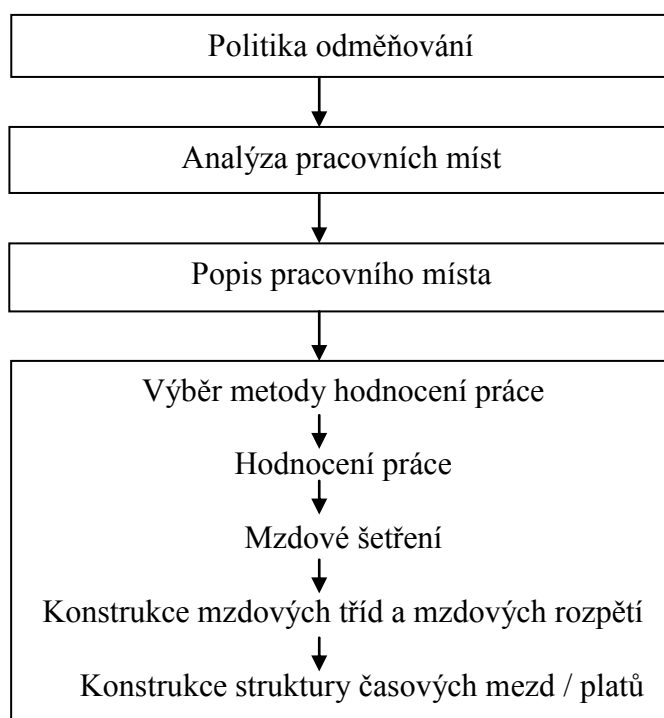 Politika odměňování
Analýza pracovních míst
Popis pracovního místa
Výběr metody hodnocení práce
Hodnocení práce
Mzdové šetření
Konstrukce mzdových tříd a mzdových rozpětí
Konstrukce struktury časových mezd / platů